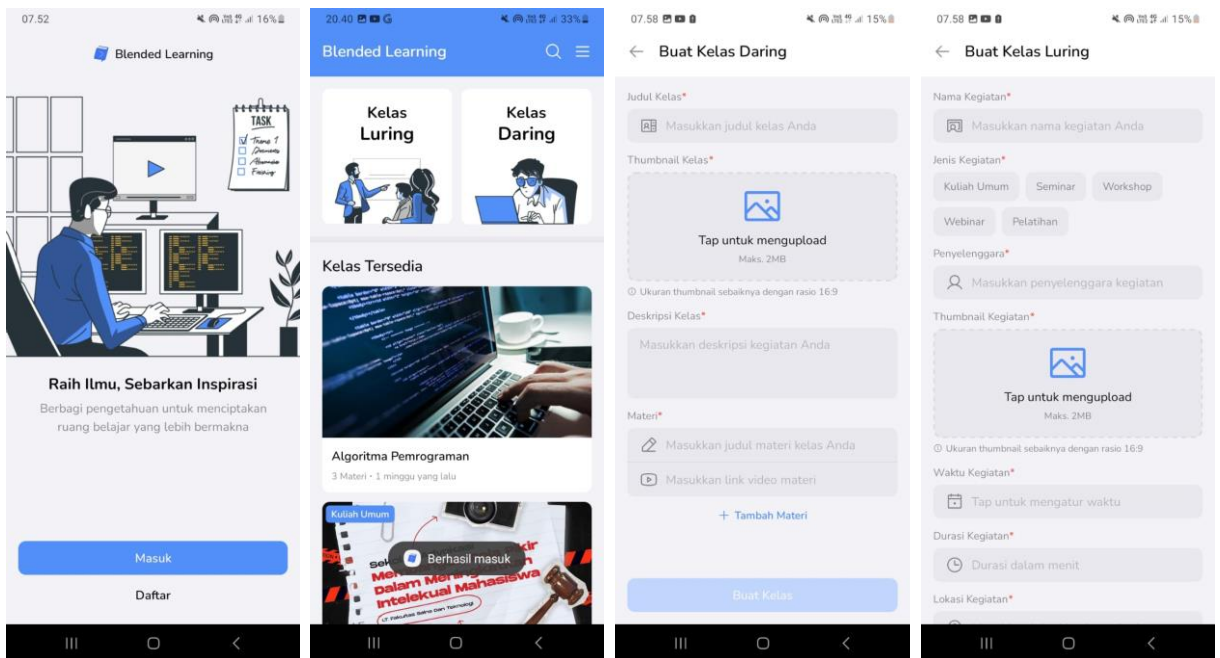 07.52
16%
Blended Learning
TASK
Raih Ilmu, Sebarkan Inspirasi
Berbagi pengetahuan untuk menciptakan
ruang belajar yang lebih bermakna
Masuk
Daftar
20.40
G
33%
Blended Learning
Kelas
Luring
Kelas
Daring
Kelas Tersedia
Algoritma Pemrograman
3 Materi • 1 minggu yang lalu
Kuliah Umum
Berhasil masuk
Dalam
Intelekual Mahasiswa
07.58
15%
Buat Kelas Daring
Judul Kelas*
Masukkan judul kelas Anda
Thumbnail Kelas*
Tap untuk mengupload
Maks. 2MB
Ukuran thumbnail sebaiknya dengan rasio 16:9
Deskripsi Kelas*
Masukkan deskripsi kegiatan Anda
Materi*
Masukkan judul materi kelas Anda
Masukkan link video materi
+ Tambah Materi
Buat Kelas
07.58
15%
Buat Kelas Luring
Nama Kegiatan*
Masukkan nama kegiatan Anda
Jenis Kegiatan*
Kuliah Umum
Seminar
Workshop
Webinar
Pelatihan
Penyelenggara*
Masukkan penyelenggara kegiatan
Thumbnail Kegiatan*
Tap untuk mengupload
Maks. 2MB
Ukuran thumbnail sebaiknya dengan rasio 16:9
Waktu Kegiatan*
Tap untuk mengatur waktu
Durasi Kegiatan*
Durasi dalam menit
Lokasi Kegiatan*